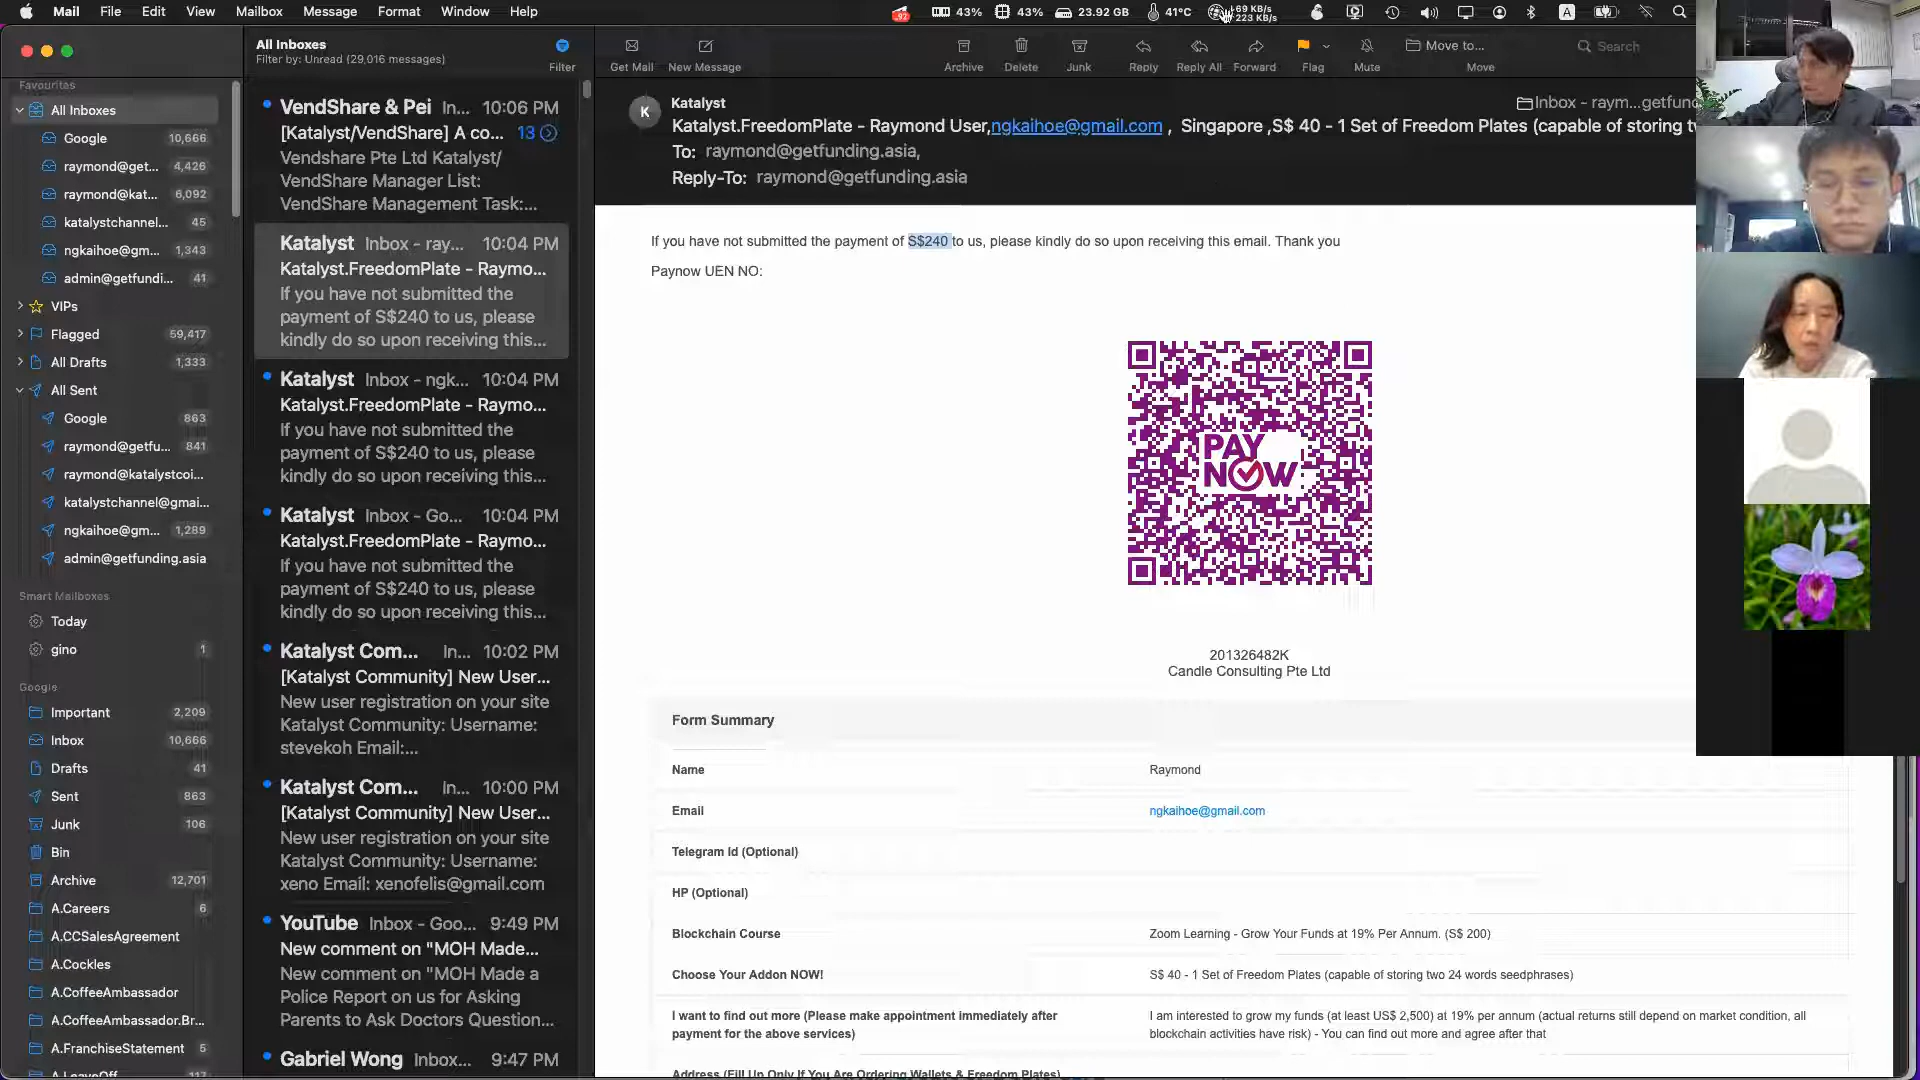 Mail File Edit View Mailbox Message Format Window Help
92 43% 43% 23.92 GB 41°C 69 KB/s 223 KB/s A
All Inboxes
Filter by: Unread (29,016 messages)
Filter
Get Mail New Message Archive Delete Junk Reply Reply All Forward Flag Mute Move to... Move Search
Favourites
All Inboxes
Google 10,666
raymond@get... 4,426
raymond@kat... 6,092
katalystchannel... 45
ngkaihoe@gm... 1,343
admin@getfundi... 41
VIPs
Flagged 59,417
All Drafts 1,333
All Sent
Google 863
raymond@getfu... 841
raymond@katalystcoi...
katalystchannel@gmai...
ngkaihoe@gm... 1,289
admin@getfunding.asia
Smart Mailboxes
Today
gino 1
Google
Important 2,209
Inbox 10,666
Drafts 41
Sent 863
Junk 106
Bin
Archive 12,701
A.Careers 6
A.CCSalesAgreement
A.Cockles
A.CoffeeAmbassador
A.CoffeeAmbassador.Br...
A.FranchiseStatement 5
A.LeaveOff 117
VendShare & Pei In... 10:06 PM
[Katalyst/VendShare] A co... 13
Vendshare Pte Ltd Katalyst/
VendShare Manager List:
VendShare Management Task:...
Katalyst Inbox - ray... 10:04 PM
Katalyst.FreedomPlate - Raymo...
If you have not submitted the
payment of S$240 to us, please
kindly do so upon receiving this...
Katalyst Inbox - ngk... 10:04 PM
Katalyst.FreedomPlate - Raymo...
If you have not submitted the
payment of S$240 to us, please
kindly do so upon receiving this...
Katalyst Inbox - Go... 10:04 PM
Katalyst.FreedomPlate - Raymo...
If you have not submitted the
payment of S$240 to us, please
kindly do so upon receiving this...
Katalyst Com... In... 10:02 PM
[Katalyst Community] New User...
New user registration on your site
Katalyst Community: Username:
stevekoh Email:...
Katalyst Com... In... 10:00 PM
[Katalyst Community] New User...
New user registration on your site
Katalyst Community: Username:
xeno Email: xenofelis@gmail.com
YouTube Inbox - Goo... 9:49 PM
New comment on "MOH Made...
New comment on "MOH Made a
Police Report on us for Asking
Parents to Ask Doctors Question...
Gabriel Wong Inbox... 9:47 PM
K
Katalyst Inbox - raym...getfunc
Katalyst.FreedomPlate - Raymond User,ngkaihoe@gmail.com , Singapore ,S$ 40 - 1 Set of Freedom Plates (capable of storing tw
To: raymond@getfunding.asia,
Reply-To: raymond@getfunding.asia
If you have not submitted the payment of S$240 to us, please kindly do so upon receiving this email. Thank you
Paynow UEN NO:
PAY
NOW
201326482K
Candle Consulting Pte Ltd
Form Summary
Name Raymond
Email ngkaihoe@gmail.com
Telegram Id (Optional)
HP (Optional)
Blockchain Course Zoom Learning - Grow Your Funds at 19% Per Annum. (S$ 200)
Choose Your Addon NOW! S$ 40 - 1 Set of Freedom Plates (capable of storing two 24 words seedphrases)
I want to find out more (Please make appointment immediately after I am interested to grow my funds (at least US$ 2,500) at 19% per annum (actual returns still depend on market condition, all
payment for the above services) blockchain activities have risk) - You can find out more and agree after that
Address (Fill Up Only If You Are Ordering Wallets & Freedom Plates)